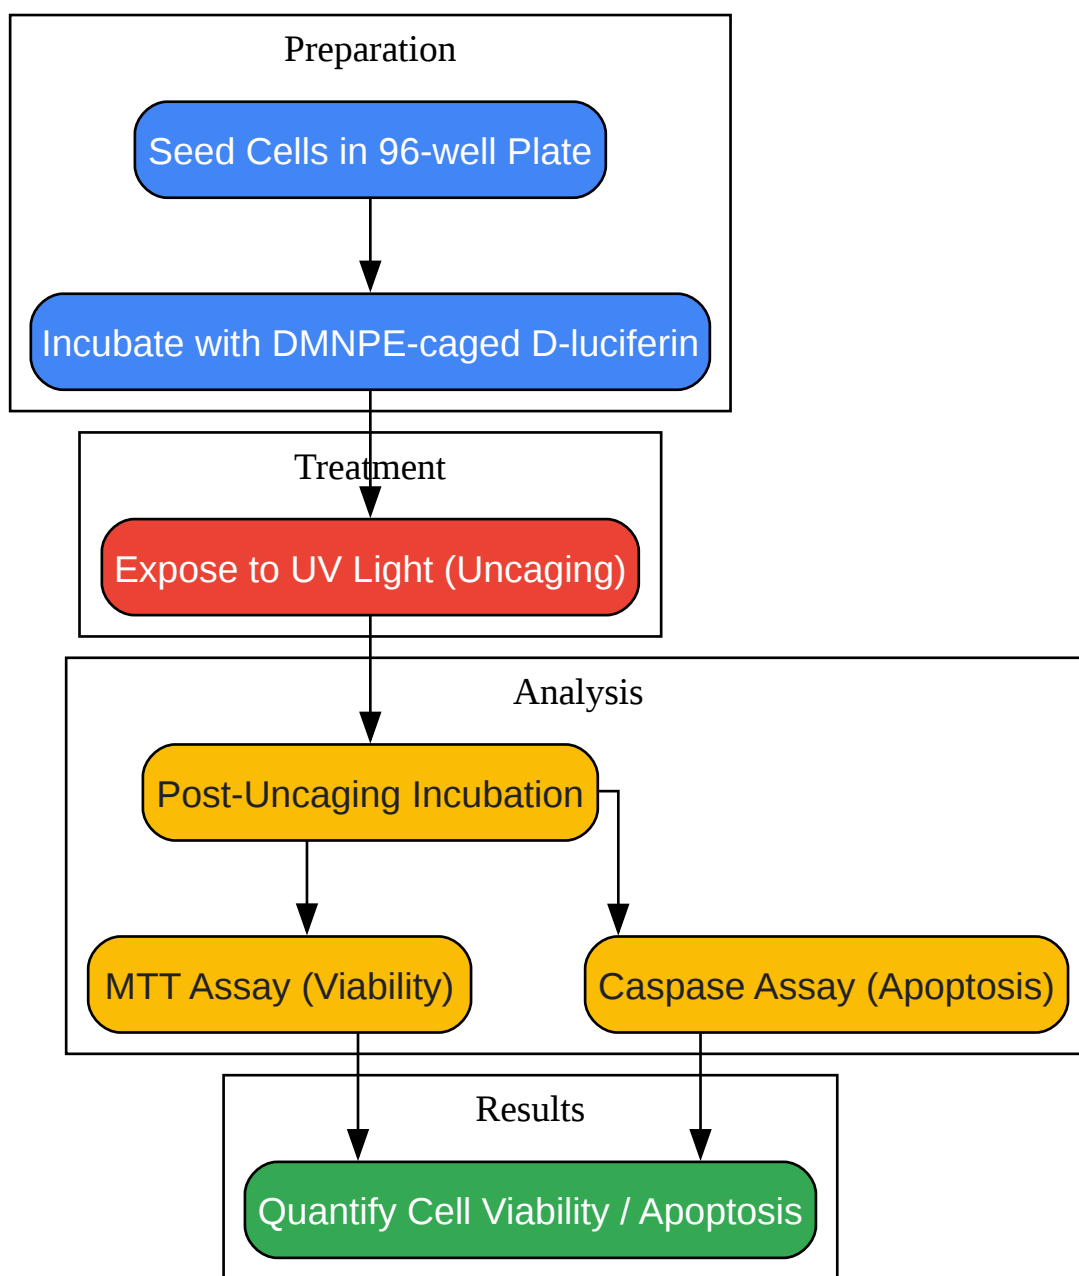 Preparation
Seed Cells in 96-well Plate
Incubate with DMNPE-caged D-luciferin
Treatment
Expose to UV Light (Uncaging)
Analysis
Post-Uncaging Incubation
MTT Assay (Viability)
Caspase Assay (Apoptosis)
Results
Quantify Cell Viability / Apoptosis